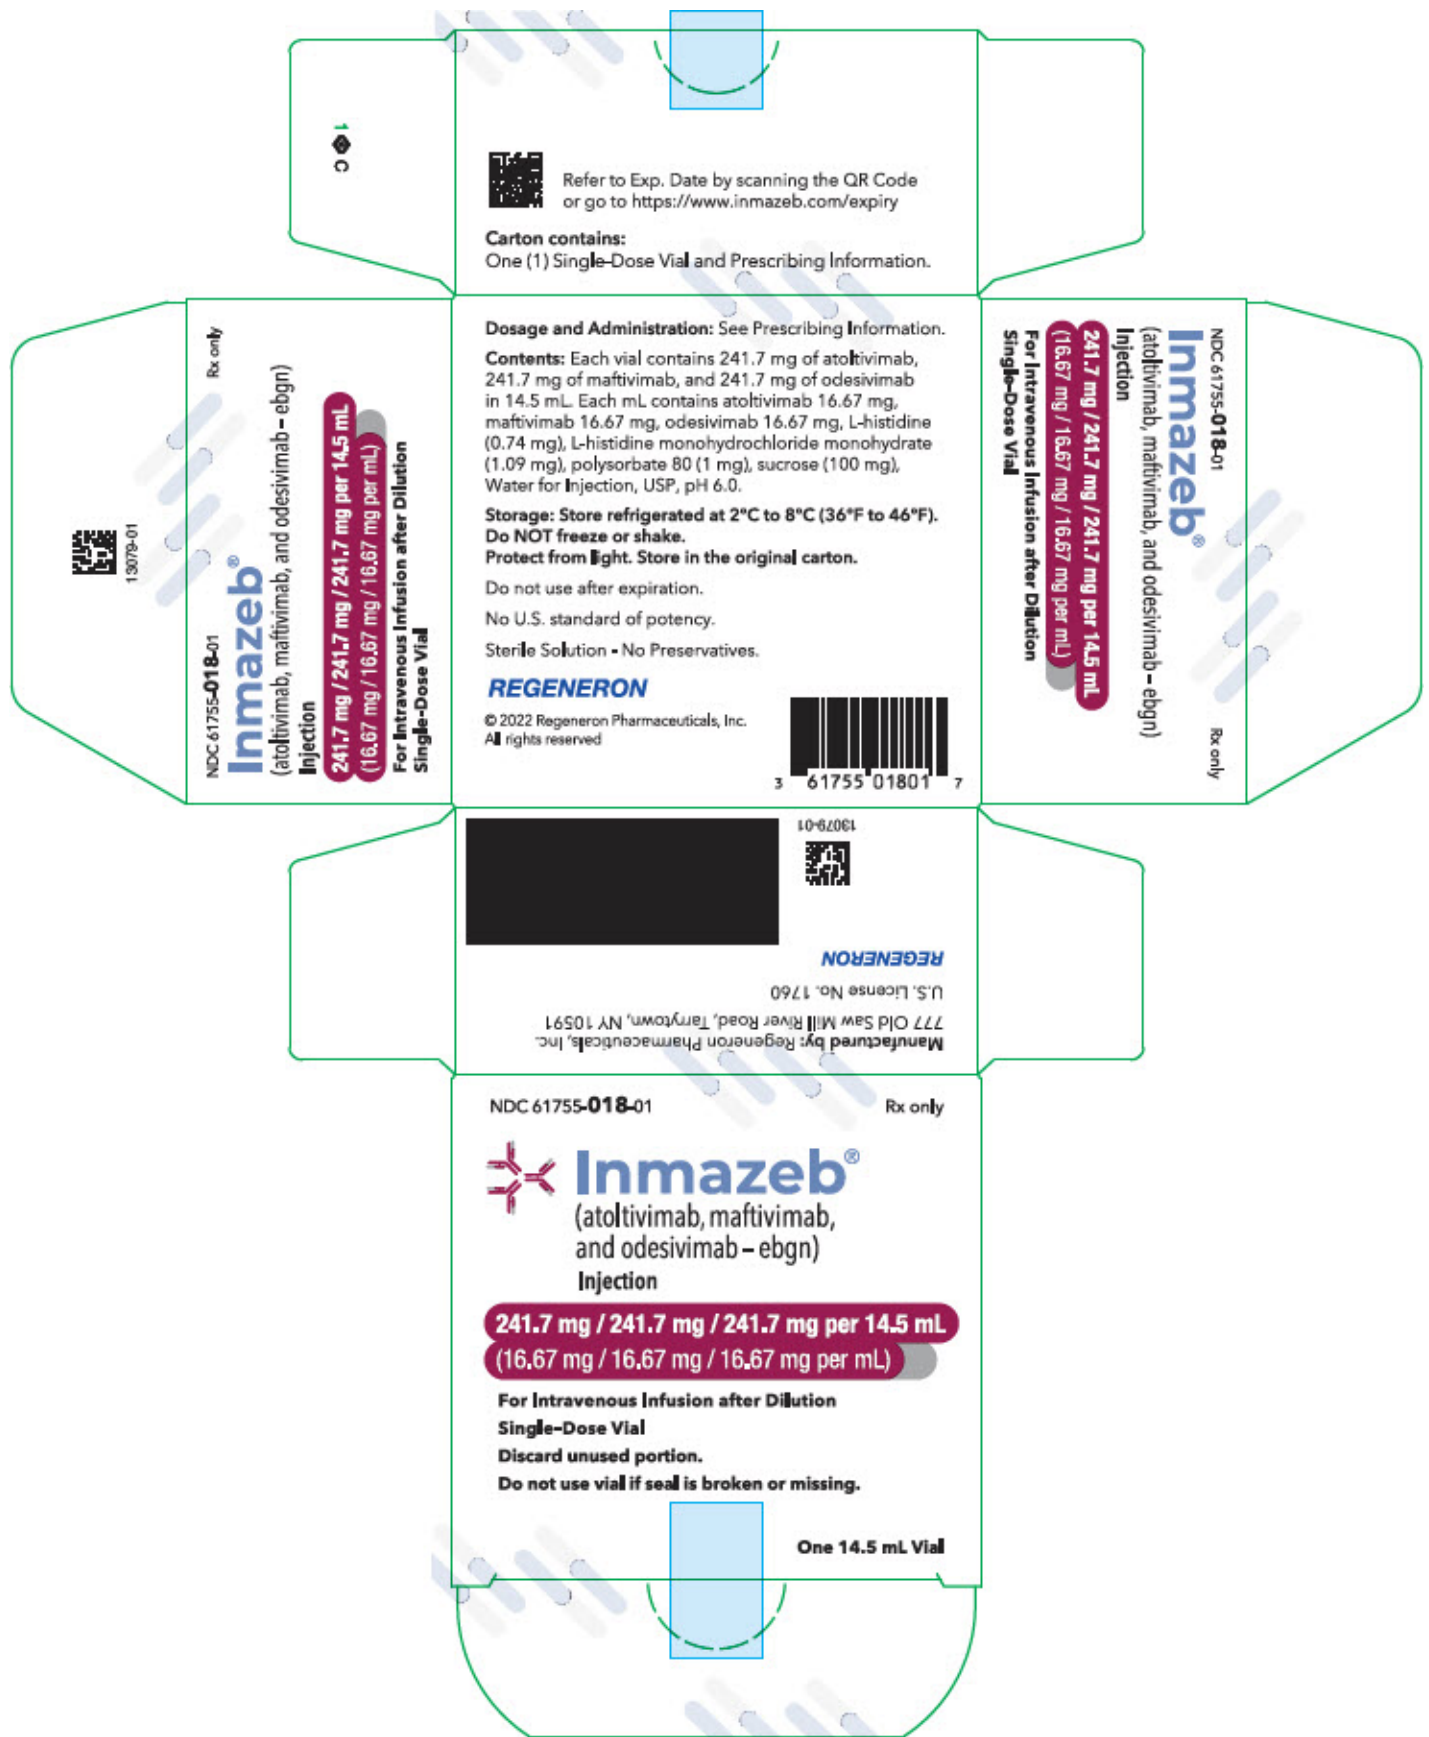 1 C
Refer to Exp. Date by scanning the QR Code
or go to https://www.inmazeb.com/expiry
Carton contains:
One (1) Single-Dose Vial and Prescribing Information.
13079-01
NDC 61755-018-01 Rx only
Inmazeb®
(atoltivimab, maftivimab, and odesivimab – ebgn)
Injection
241.7 mg / 241.7 mg / 241.7 mg per 14.5 mL
(16.67 mg / 16.67 mg / 16.67 mg per mL)
For Intravenous Infusion after Dilution
Single-Dose Vial
Dosage and Administration: See Prescribing Information.
Contents: Each vial contains 241.7 mg of atoltivimab,
241.7 mg of maftivimab, and 241.7 mg of odesivimab
in 14.5 mL. Each mL contains atoltivimab 16.67 mg,
maftivimab 16.67 mg, odesivimab 16.67 mg, L-histidine
(0.74 mg), L-histidine monohydrochloride monohydrate
(1.09 mg), polysorbate 80 (1 mg), sucrose (100 mg),
Water for Injection, USP, pH 6.0.
Storage: Store refrigerated at 2°C to 8°C (36°F to 46°F).
Do NOT freeze or shake.
Protect from light. Store in the original carton.
Do not use after expiration.
No U.S. standard of potency.
Sterile Solution - No Preservatives.
REGENERON
© 2022 Regeneron Pharmaceuticals, Inc.
All rights reserved
3 61755 01801 7
NDC 61755-018-01 Rx only
Inmazeb®
(atoltivimab, maftivimab, and odesivimab – ebgn)
Injection
241.7 mg / 241.7 mg / 241.7 mg per 14.5 mL
(16.67 mg / 16.67 mg / 16.67 mg per mL)
For Intravenous Infusion after Dilution
Single-Dose Vial
Manufactured by: Regeneron Pharmaceuticals, Inc.
777 Old Saw Mill River Road, Tarrytown, NY 10591
U.S. License No. 1760
REGENERON
13079-01
NDC 61755-018-01 Rx only
Inmazeb®
(atoltivimab, maftivimab,
and odesivimab – ebgn)
Injection
241.7 mg / 241.7 mg / 241.7 mg per 14.5 mL
(16.67 mg / 16.67 mg / 16.67 mg per mL)
For Intravenous Infusion after Dilution
Single-Dose Vial
Discard unused portion.
Do not use vial if seal is broken or missing.
One 14.5 mL Vial